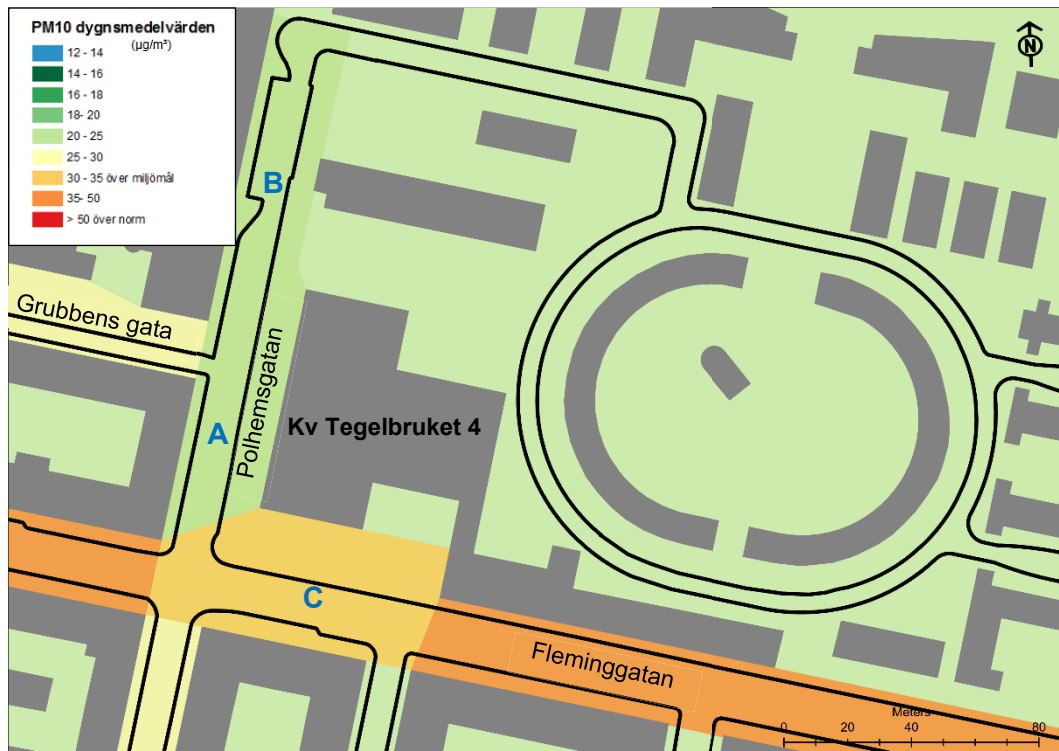 PM10 dygnsmedelvärden
(µg/m³)
12 - 14
14 - 16
16 - 18
18- 20
20 - 25
25 - 30
30 - 35 över miljömål
35- 50
> 50 över norm
N
B
Grubbens gata
Polhemsgatan
A
Kv Tegelbruket 4
C
Fleminggatan
Meters
0 20 40 80